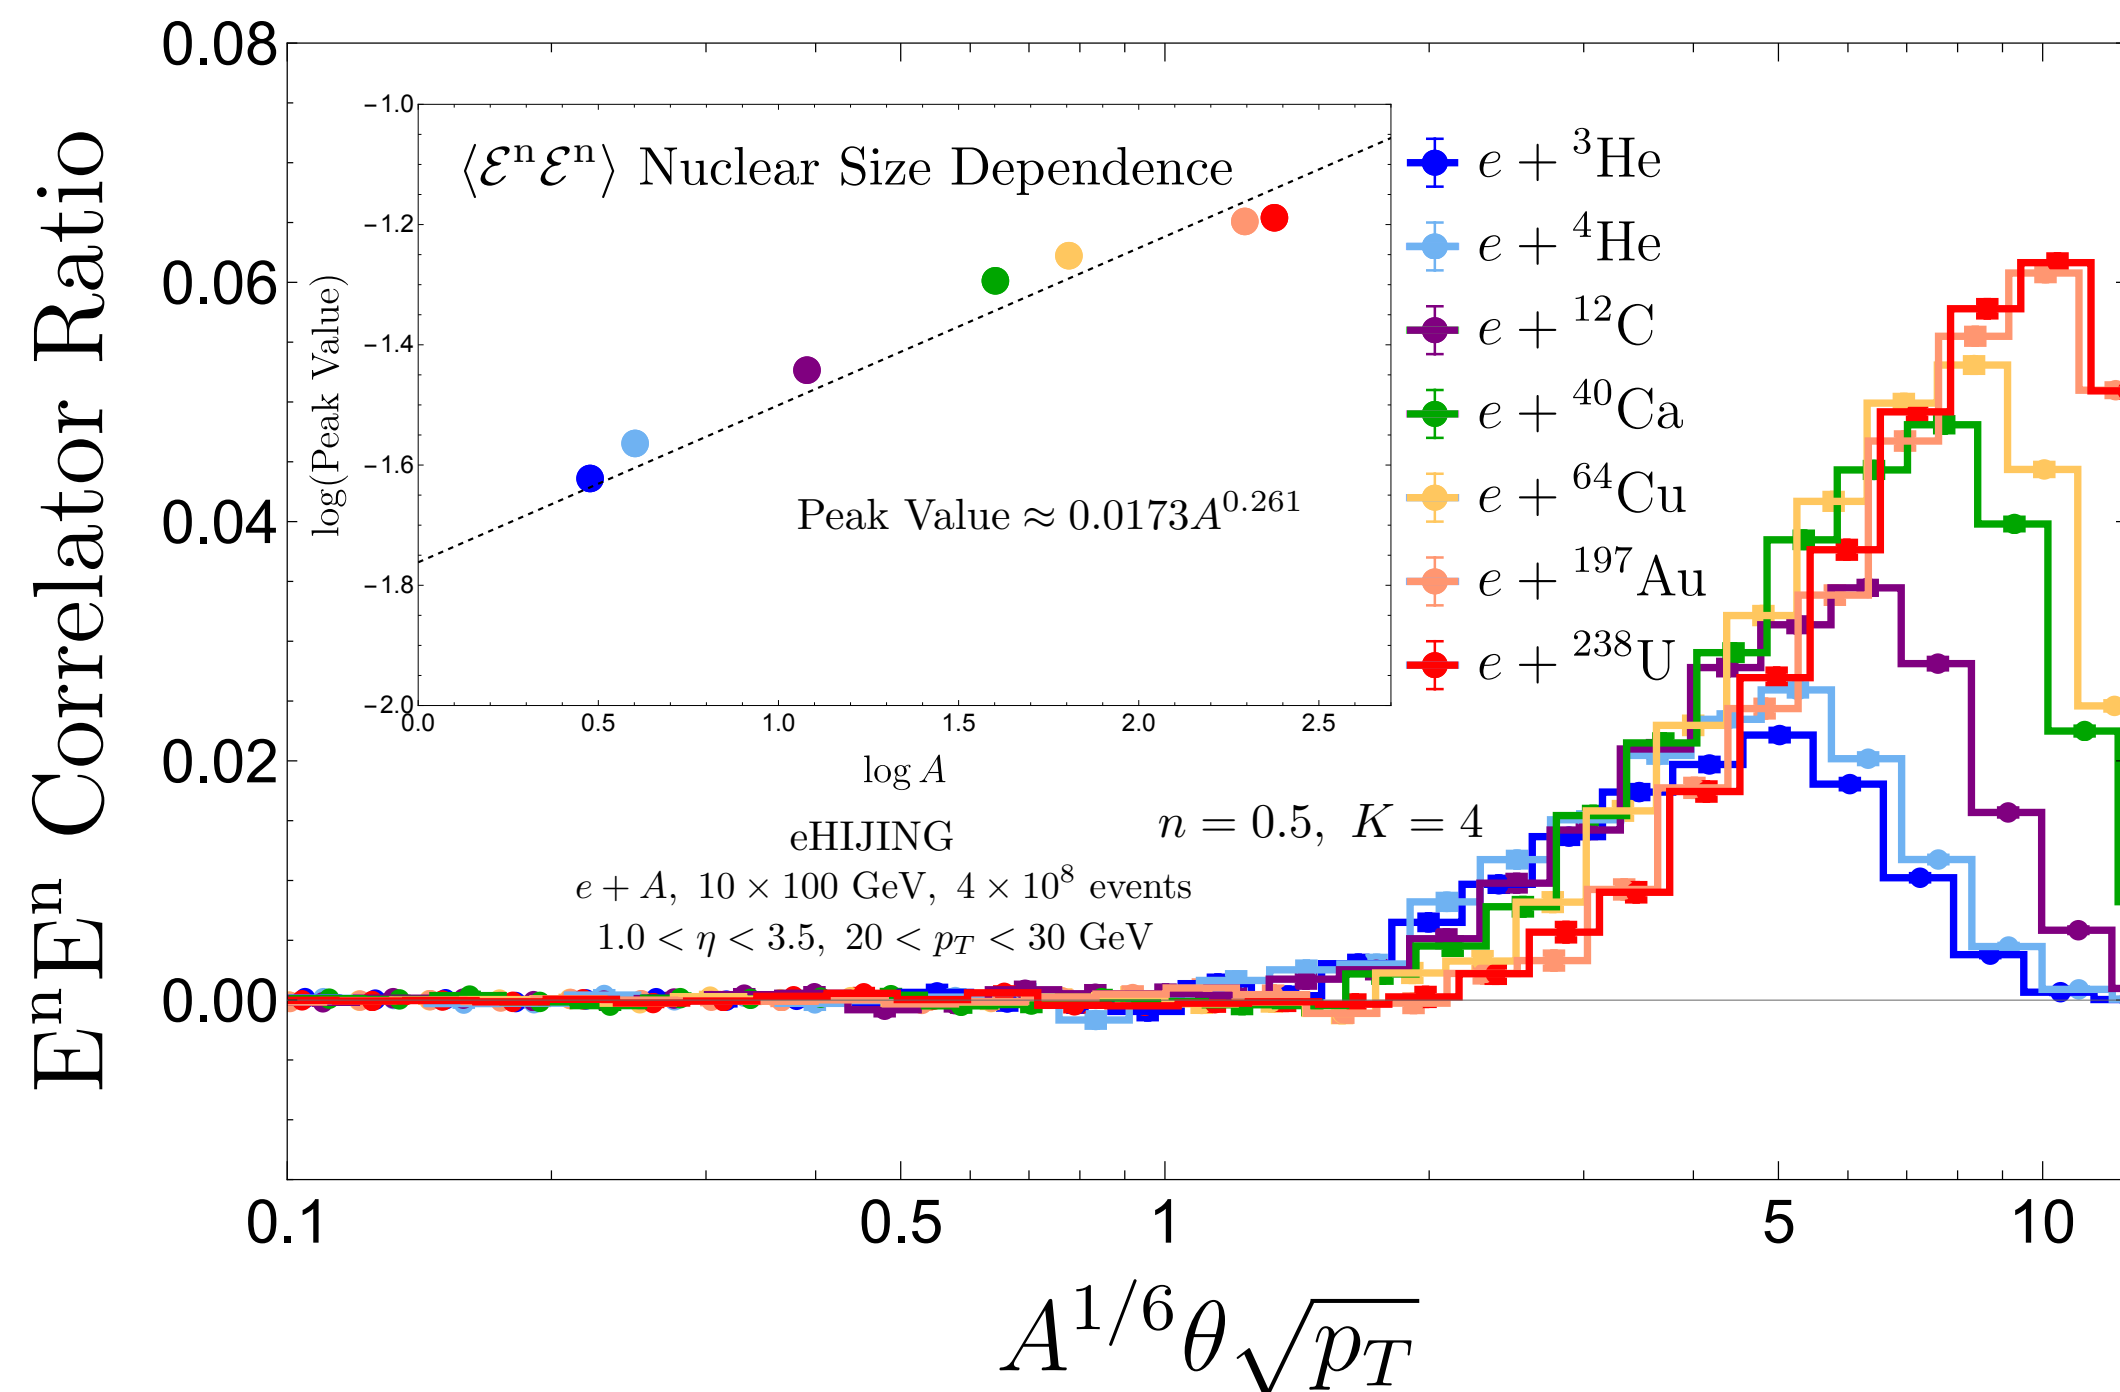 EⁿEⁿ Correlator Ratio
0.08
0.06
0.04
0.02
0.00
0.1
0.5
1
5
10
A^{1/6}θ√p_T
⟨ℰⁿℰⁿ⟩ Nuclear Size Dependence
log(Peak Value)
−1.0
−1.2
−1.4
−1.6
−1.8
−2.0
0.0
0.5
1.0
1.5
2.0
2.5
log A
Peak Value ≈ 0.0173A^{0.261}
eHIJING
e + A, 10 × 100 GeV, 4 × 10⁸ events
1.0 < η < 3.5, 20 < p_T < 30 GeV
n = 0.5, K = 4
e + ³He
e + ⁴He
e + ¹²C
e + ⁴⁰Ca
e + ⁶⁴Cu
e + ¹⁹⁷Au
e + ²³⁸U